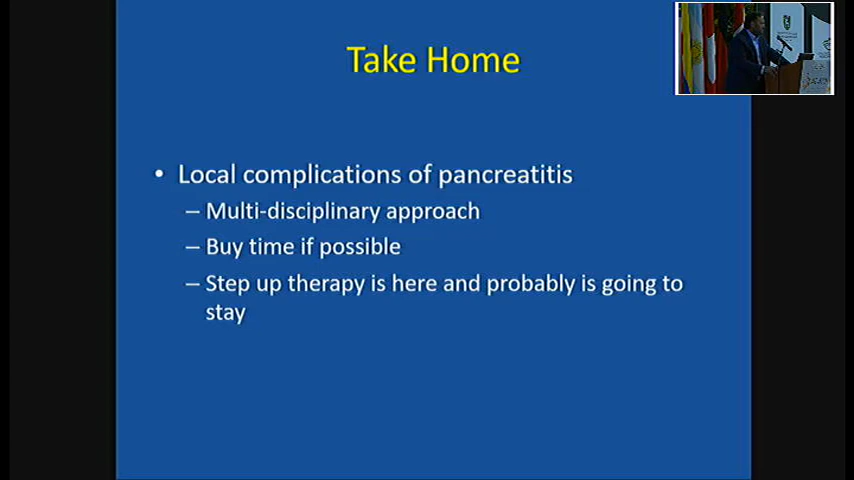 Take Home
• Local complications of pancreatitis
– Multi-disciplinary approach
– Buy time if possible
– Step up therapy is here and probably is going to
stay